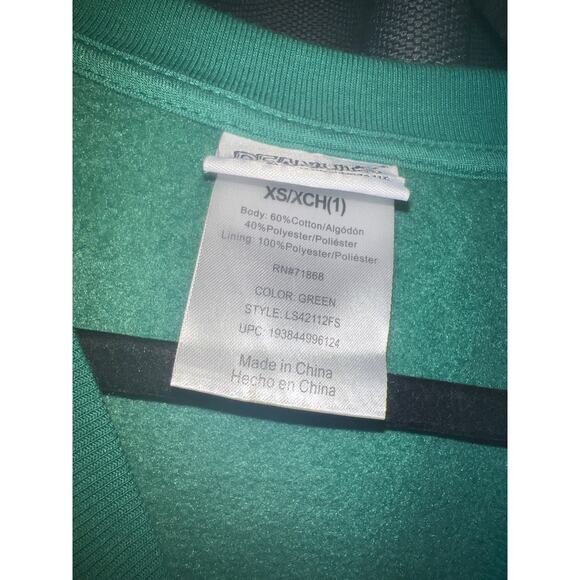 XS/XCH(1)
Body: 60%Cotton/Algodón
40%Polyester/Poliéster
Lining: 100%Polyester/Poliéster
RN#71868
COLOR: GREEN
STYLE: LS42112FS
UPC: 193844996124
Made in China
Hecho en China